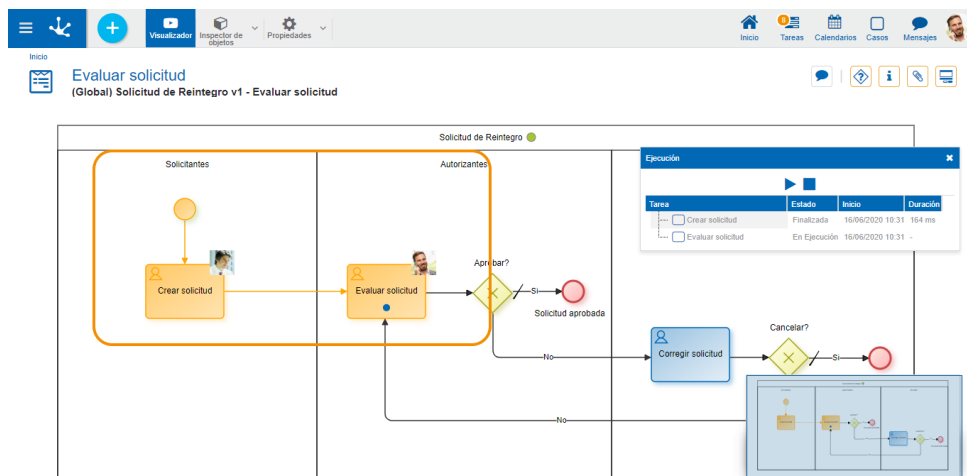 Visualizador
Inspector de
objetos
Propiedades
Inicio
0
Tareas
Calendarios
Casos
Mensajes
Inicio
Evaluar solicitud
(Global) Solicitud de Reintegro v1 - Evaluar solicitud
Solicitud de Reintegro
Solicitantes
Autorizantes
Ejecución
Tarea Estado Inicio Duración
Crear solicitud Finalizada 16/06/2020 10:31 164 ms
Evaluar solicitud En Ejecución 16/06/2020 10:31 -
Crear solicitud
Evaluar solicitud
Aprobar?
Si
Solicitud aprobada
No
Corregir solicitud
Cancelar?
Si
No